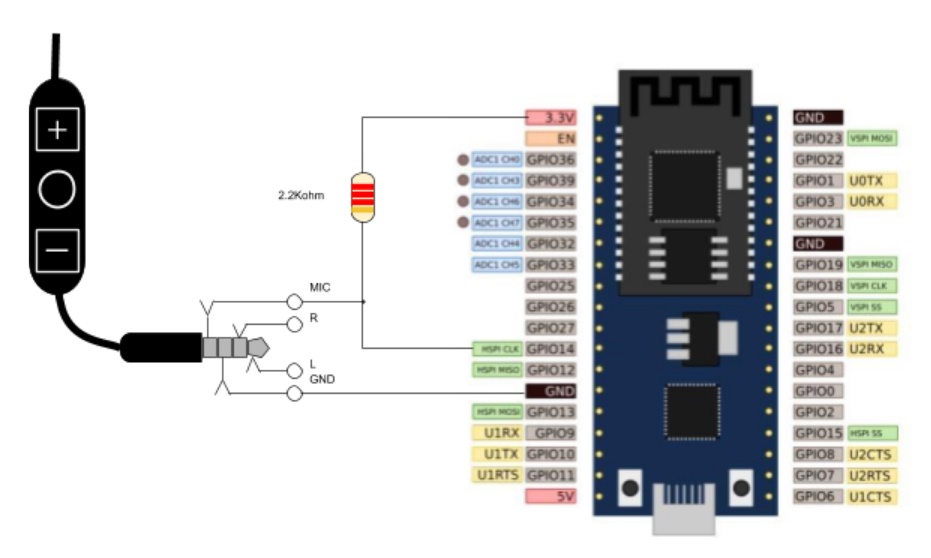 +
−
2.2Kohm
MIC
R
L
GND
3.3V
EN
ADC1 CH0 GPIO36
ADC1 CH3 GPIO39
ADC1 CH6 GPIO34
ADC1 CH7 GPIO35
ADC1 CH4 GPIO32
ADC1 CH5 GPIO33
GPIO25
GPIO26
GPIO27
HSPI CLK GPIO14
HSPI MISO GPIO12
GND
HSPI MOSI GPIO13
U1RX GPIO9
U1TX GPIO10
U1RTS GPIO11
5V
GND
GPIO23 VSPI MOSI
GPIO22
GPIO1 U0TX
GPIO3 U0RX
GPIO21
GND
GPIO19 VSPI MISO
GPIO18 VSPI CLK
GPIO5 VSPI SS
GPIO17 U2TX
GPIO16 U2RX
GPIO4
GPIO0
GPIO2
GPIO15 HSPI SS
GPIO8 U2CTS
GPIO7 U2RTS
GPIO6 U1CTS